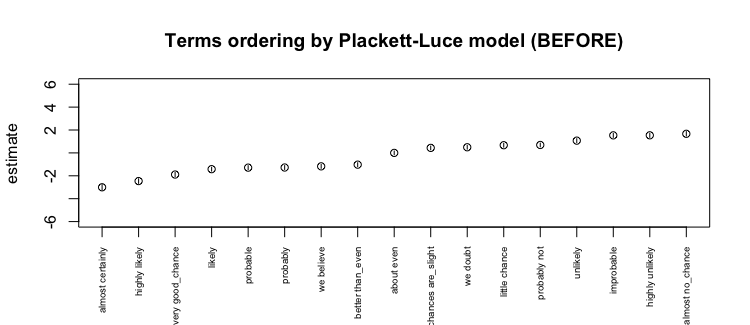 Terms ordering by Plackett-Luce model (BEFORE)
estimate
6
4
2
-2
-6
almost certainly
highly likely
very good_chance
likely
probable
probably
we believe
better than_even
about even
chances are_slight
we doubt
little chance
probably not
unlikely
improbable
highly unlikely
almost no_chance